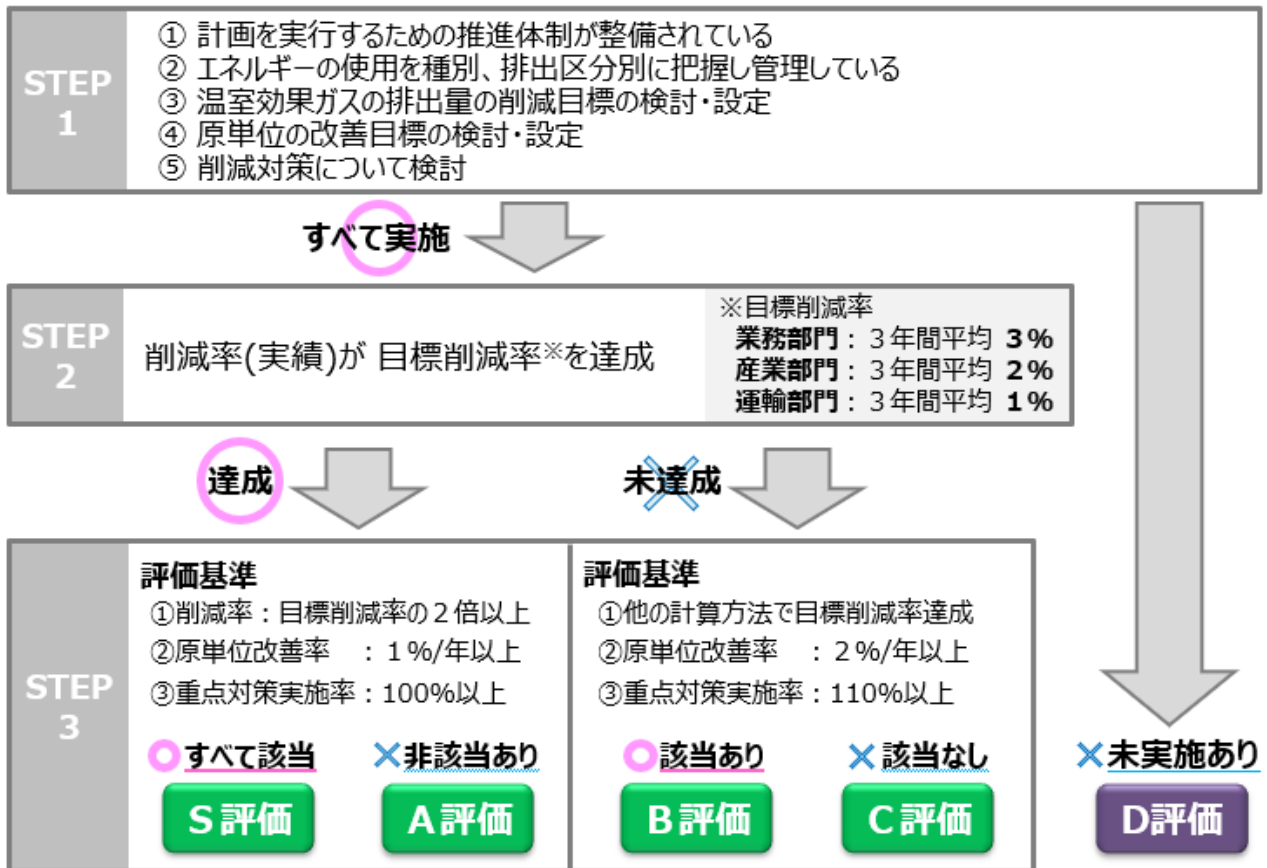 STEP
1
① 計画を実行するための推進体制が整備されている
② エネルギーの使用を種別、排出区分別に把握し管理している
③ 温室効果ガスの排出量の削減目標の検討・設定
④ 原単位の改善目標の検討・設定
⑤ 削減対策について検討
すべて実施
STEP
2
削減率(実績)が 目標削減率※を達成
※目標削減率
業務部門：３年間平均 3％
産業部門：３年間平均 2％
運輸部門：３年間平均 1％
達成
未達成
STEP
3
評価基準
①削減率：目標削減率の２倍以上
②原単位改善率　：１%/年以上
③重点対策実施率：100%以上
すべて該当
非該当あり
S評価
A評価
評価基準
①他の計算方法で目標削減率達成
②原単位改善率　：２%/年以上
③重点対策実施率：110%以上
該当あり
該当なし
B評価
C評価
未実施あり
D評価